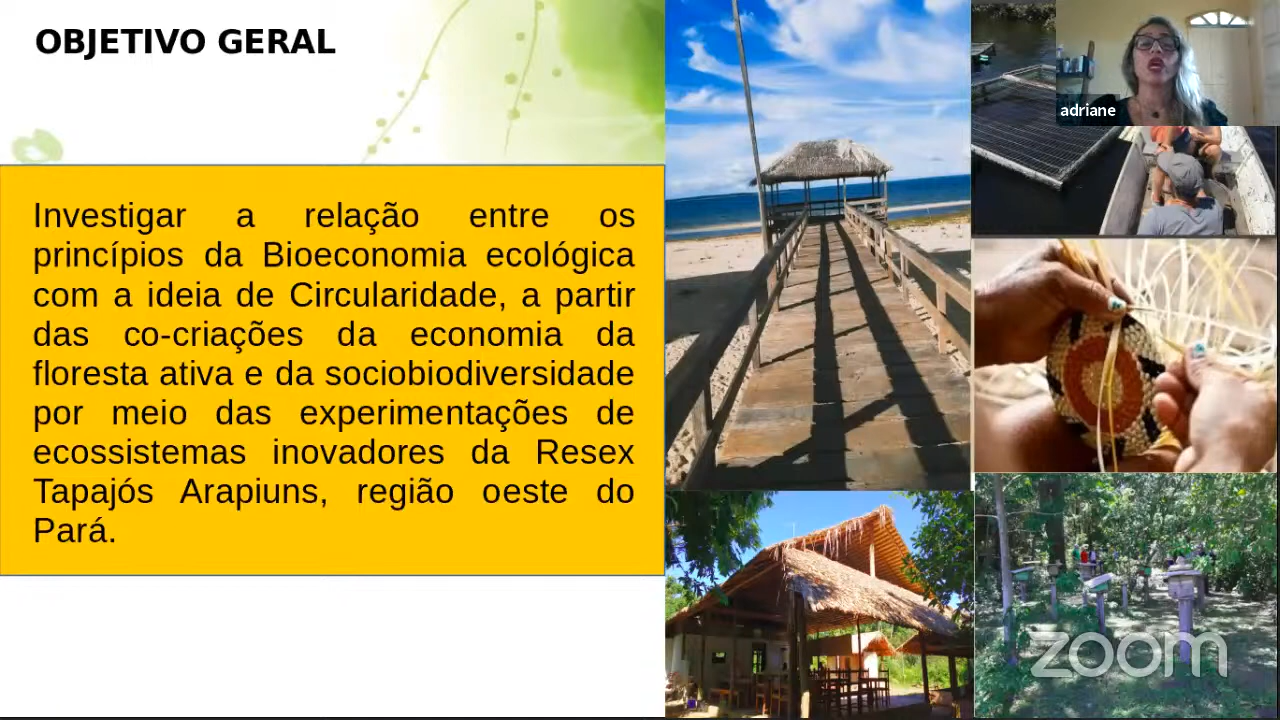 OBJETIVO GERAL
Investigar a relação entre os
princípios da Bioeconomia ecológica
com a ideia de Circularidade, a partir
das co-criações da economia da
floresta ativa e da sociobiodiversidade
por meio das experimentações de
ecossistemas inovadores da Resex
Tapajós Arapiuns, região oeste do
Pará.
adriane
zoom